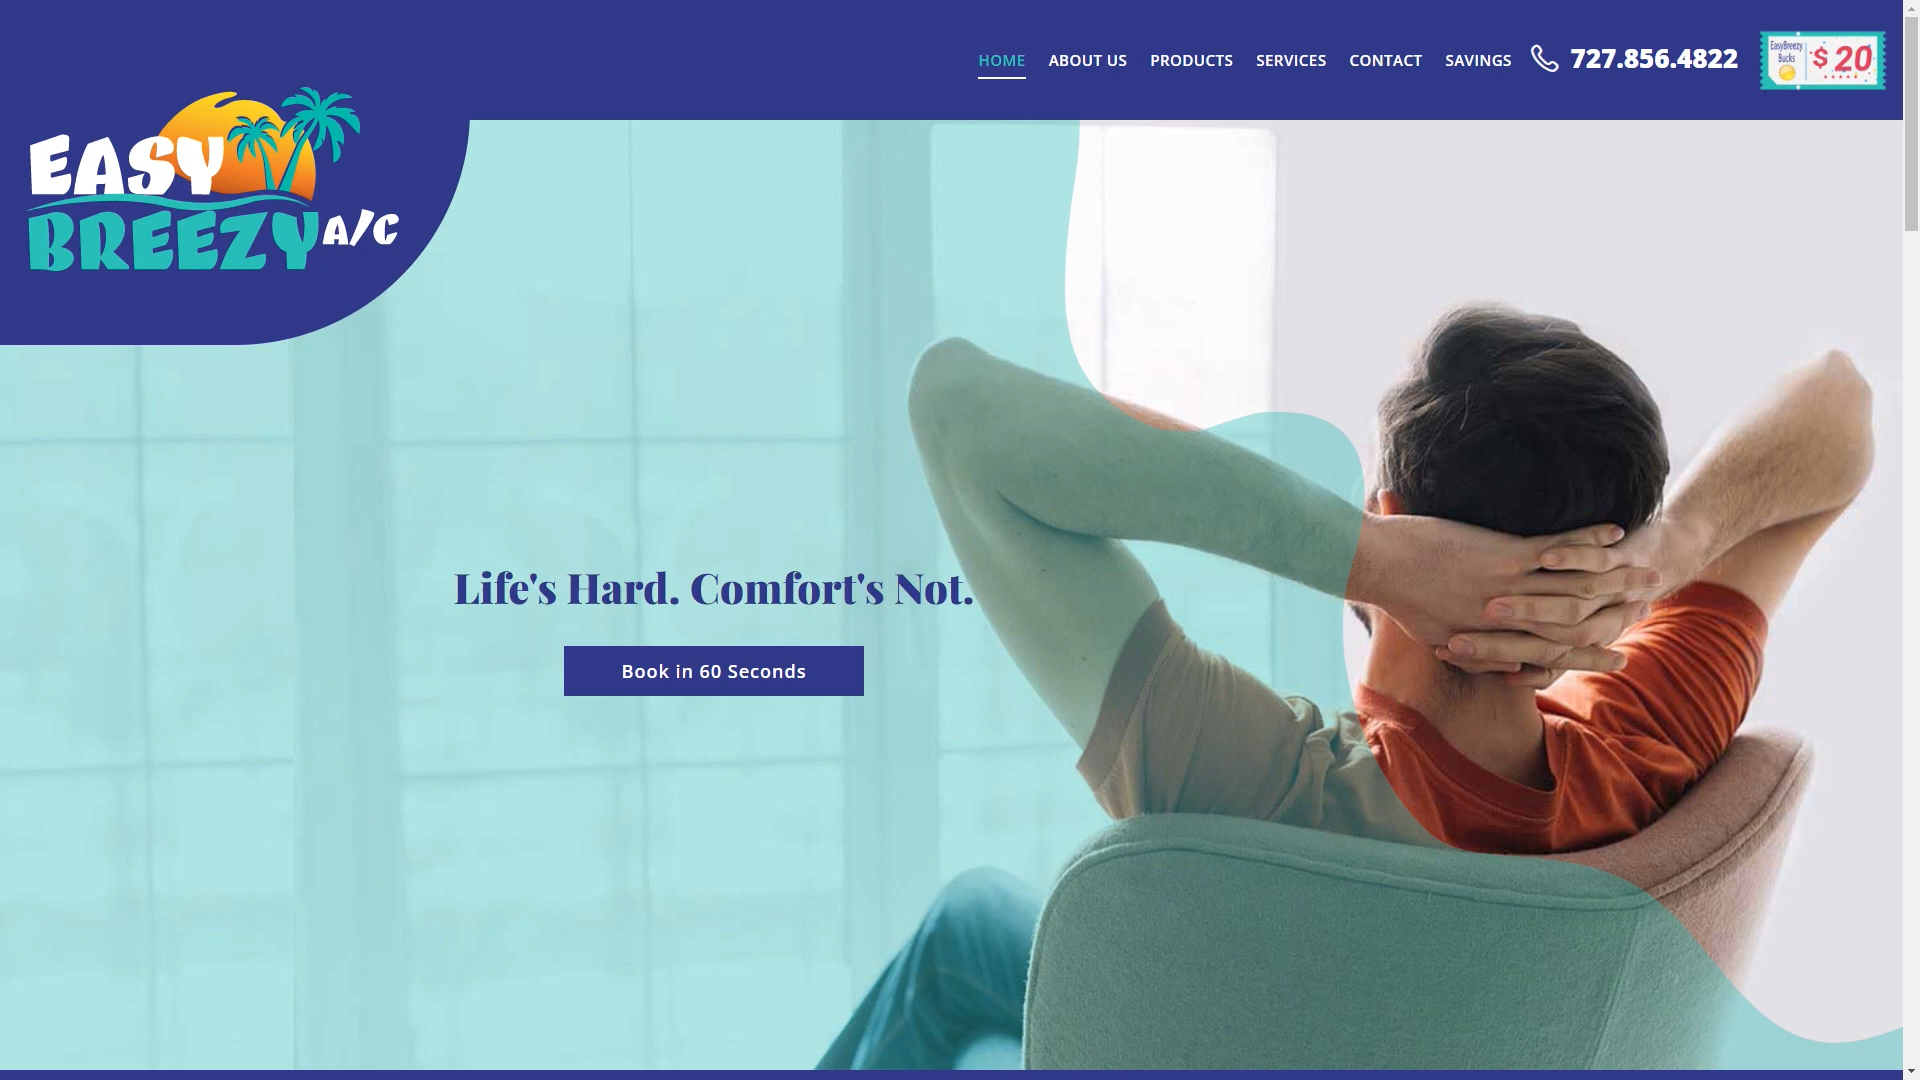 HOME ABOUT US PRODUCTS SERVICES CONTACT SAVINGS 727.856.4822
EasyBreezy
Bucks
$ 20
EASY
BREEZY A/C
Life's Hard. Comfort's Not.
Book in 60 Seconds